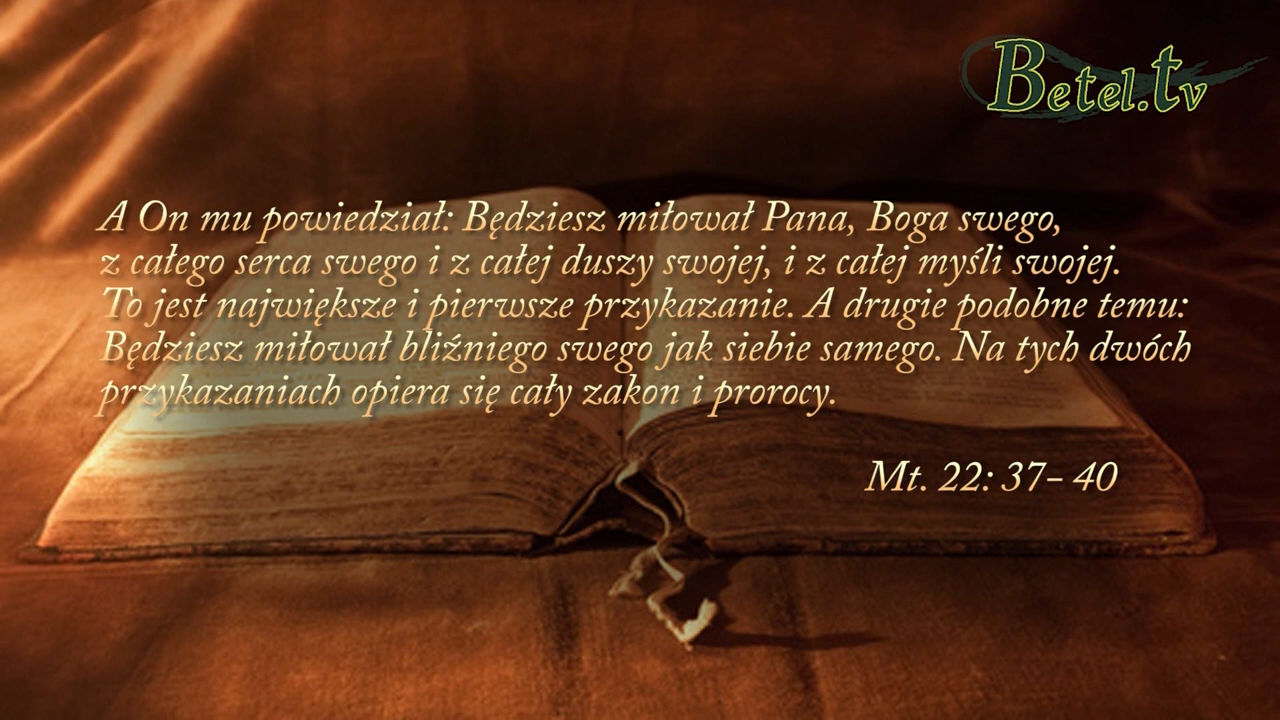 Betel.tv
A On mu powiedział: Będziesz miłował Pana, Boga swego,
z całego serca swego i z całej duszy swojej, i z całej myśli swojej.
To jest największe i pierwsze przykazanie. A drugie podobne temu:
Będziesz miłował bliźniego swego jak siebie samego. Na tych dwóch
przykazaniach opiera się cały zakon i prorocy.
Mt. 22: 37– 40